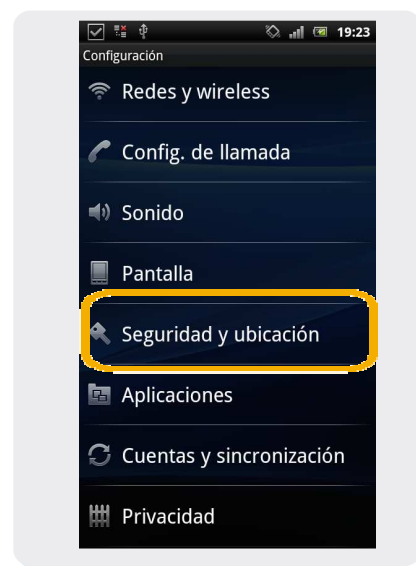 19:23
Configuración
Redes y wireless
Config. de llamada
Sonido
Pantalla
Seguridad y ubicación
Aplicaciones
Cuentas y sincronización
Privacidad